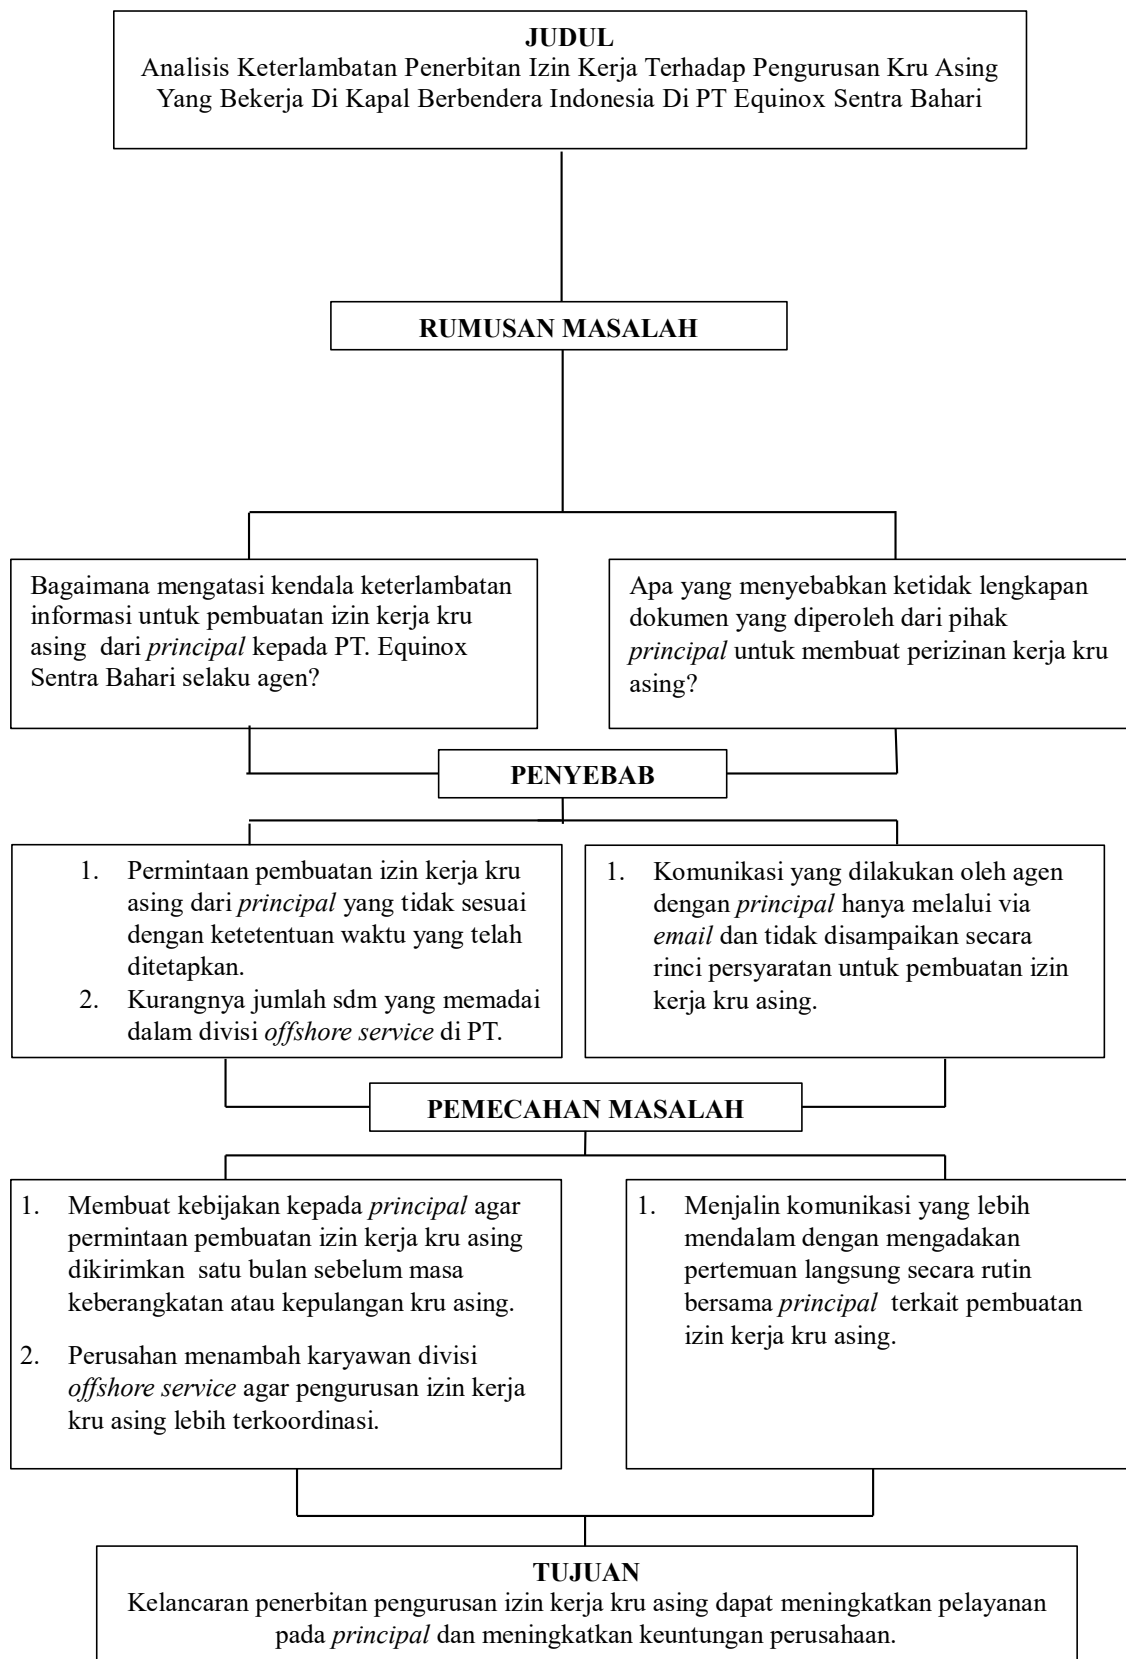 JUDUL
Analisis Keterlambatan Penerbitan Izin Kerja Terhadap Pengurusan Kru Asing
Yang Bekerja Di Kapal Berbendera Indonesia Di PT Equinox Sentra Bahari
RUMUSAN MASALAH
Bagaimana mengatasi kendala keterlambatan
informasi untuk pembuatan izin kerja kru
asing dari principal kepada PT. Equinox
Sentra Bahari selaku agen?
Apa yang menyebabkan ketidak lengkapan
dokumen yang diperoleh dari pihak
principal untuk membuat perizinan kerja kru
asing?
PENYEBAB
1. Permintaan pembuatan izin kerja kru
asing dari principal yang tidak sesuai
dengan ketetentuan waktu yang telah
ditetapkan.
2. Kurangnya jumlah sdm yang memadai
dalam divisi offshore service di PT.
1. Komunikasi yang dilakukan oleh agen
dengan principal hanya melalui via
email dan tidak disampaikan secara
rinci persyaratan untuk pembuatan izin
kerja kru asing.
PEMECAHAN MASALAH
1. Membuat kebijakan kepada principal agar
permintaan pembuatan izin kerja kru asing
dikirimkan satu bulan sebelum masa
keberangkatan atau kepulangan kru asing.
2. Perusahan menambah karyawan divisi
offshore service agar pengurusan izin kerja
kru asing lebih terkoordinasi.
1. Menjalin komunikasi yang lebih
mendalam dengan mengadakan
pertemuan langsung secara rutin
bersama principal terkait pembuatan
izin kerja kru asing.
TUJUAN
Kelancaran penerbitan pengurusan izin kerja kru asing dapat meningkatkan pelayanan
pada principal dan meningkatkan keuntungan perusahaan.